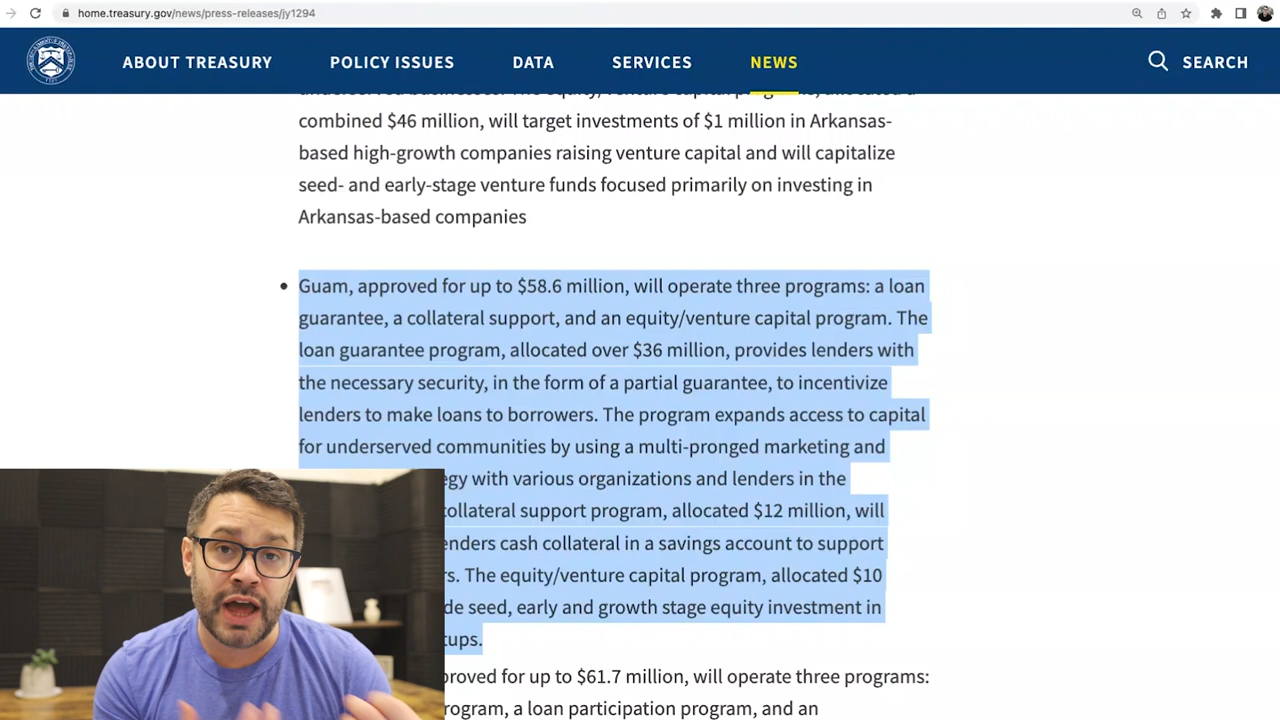 home.treasury.gov/news/press-releases/jy1294
ABOUT TREASURY POLICY ISSUES DATA SERVICES NEWS SEARCH
combined $46 million, will target investments of $1 million in Arkansas-
based high-growth companies raising venture capital and will capitalize
seed- and early-stage venture funds focused primarily on investing in
Arkansas-based companies
• Guam, approved for up to $58.6 million, will operate three programs: a loan
guarantee, a collateral support, and an equity/venture capital program. The
loan guarantee program, allocated over $36 million, provides lenders with
the necessary security, in the form of a partial guarantee, to incentivize
lenders to make loans to borrowers. The program expands access to capital
for underserved communities by using a multi-pronged marketing and
egy with various organizations and lenders in the
ollateral support program, allocated $12 million, will
enders cash collateral in a savings account to support
rs. The equity/venture capital program, allocated $10
de seed, early and growth stage equity investment in
tups.
proved for up to $61.7 million, will operate three programs:
rogram, a loan participation program, and an